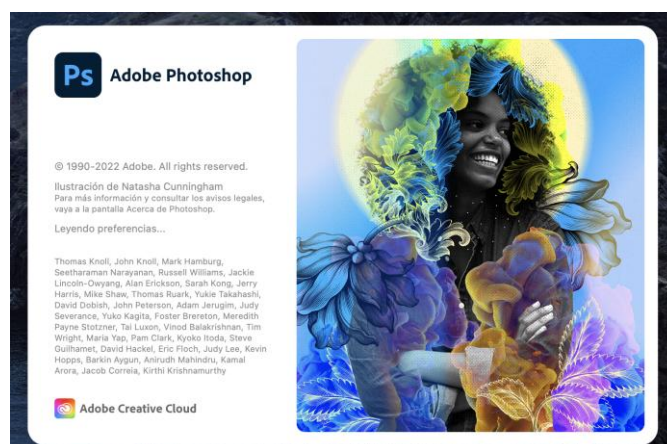 Ps Adobe Photoshop
© 1990-2022 Adobe. All rights reserved.
Ilustración de Natasha Cunningham
Para más información y consultar los avisos legales,
vaya a la pantalla Acerca de Photoshop.
Leyendo preferencias...
Thomas Knoll, John Knoll, Mark Hamburg,
Seetharaman Narayanan, Russell Williams, Jackie
Lincoln-Owyang, Alan Erickson, Sarah Kong, Jerry
Harris, Mike Shaw, Thomas Ruark, Yukie Takahashi,
David Dobish, John Peterson, Adam Jerugim, Judy
Severance, Yuko Kagita, Foster Brereton, Meredith
Payne Stotzner, Tai Luxon, Vinod Balakrishnan, Tim
Wright, Maria Yap, Pam Clark, Kyoko Itoda, Steve
Guilhamet, David Hackel, Eric Floch, Judy Lee, Kevin
Hopps, Barkin Aygun, Anirudh Mahindru, Kamal
Arora, Jacob Correia, Kirthi Krishnamurthy
Adobe Creative Cloud